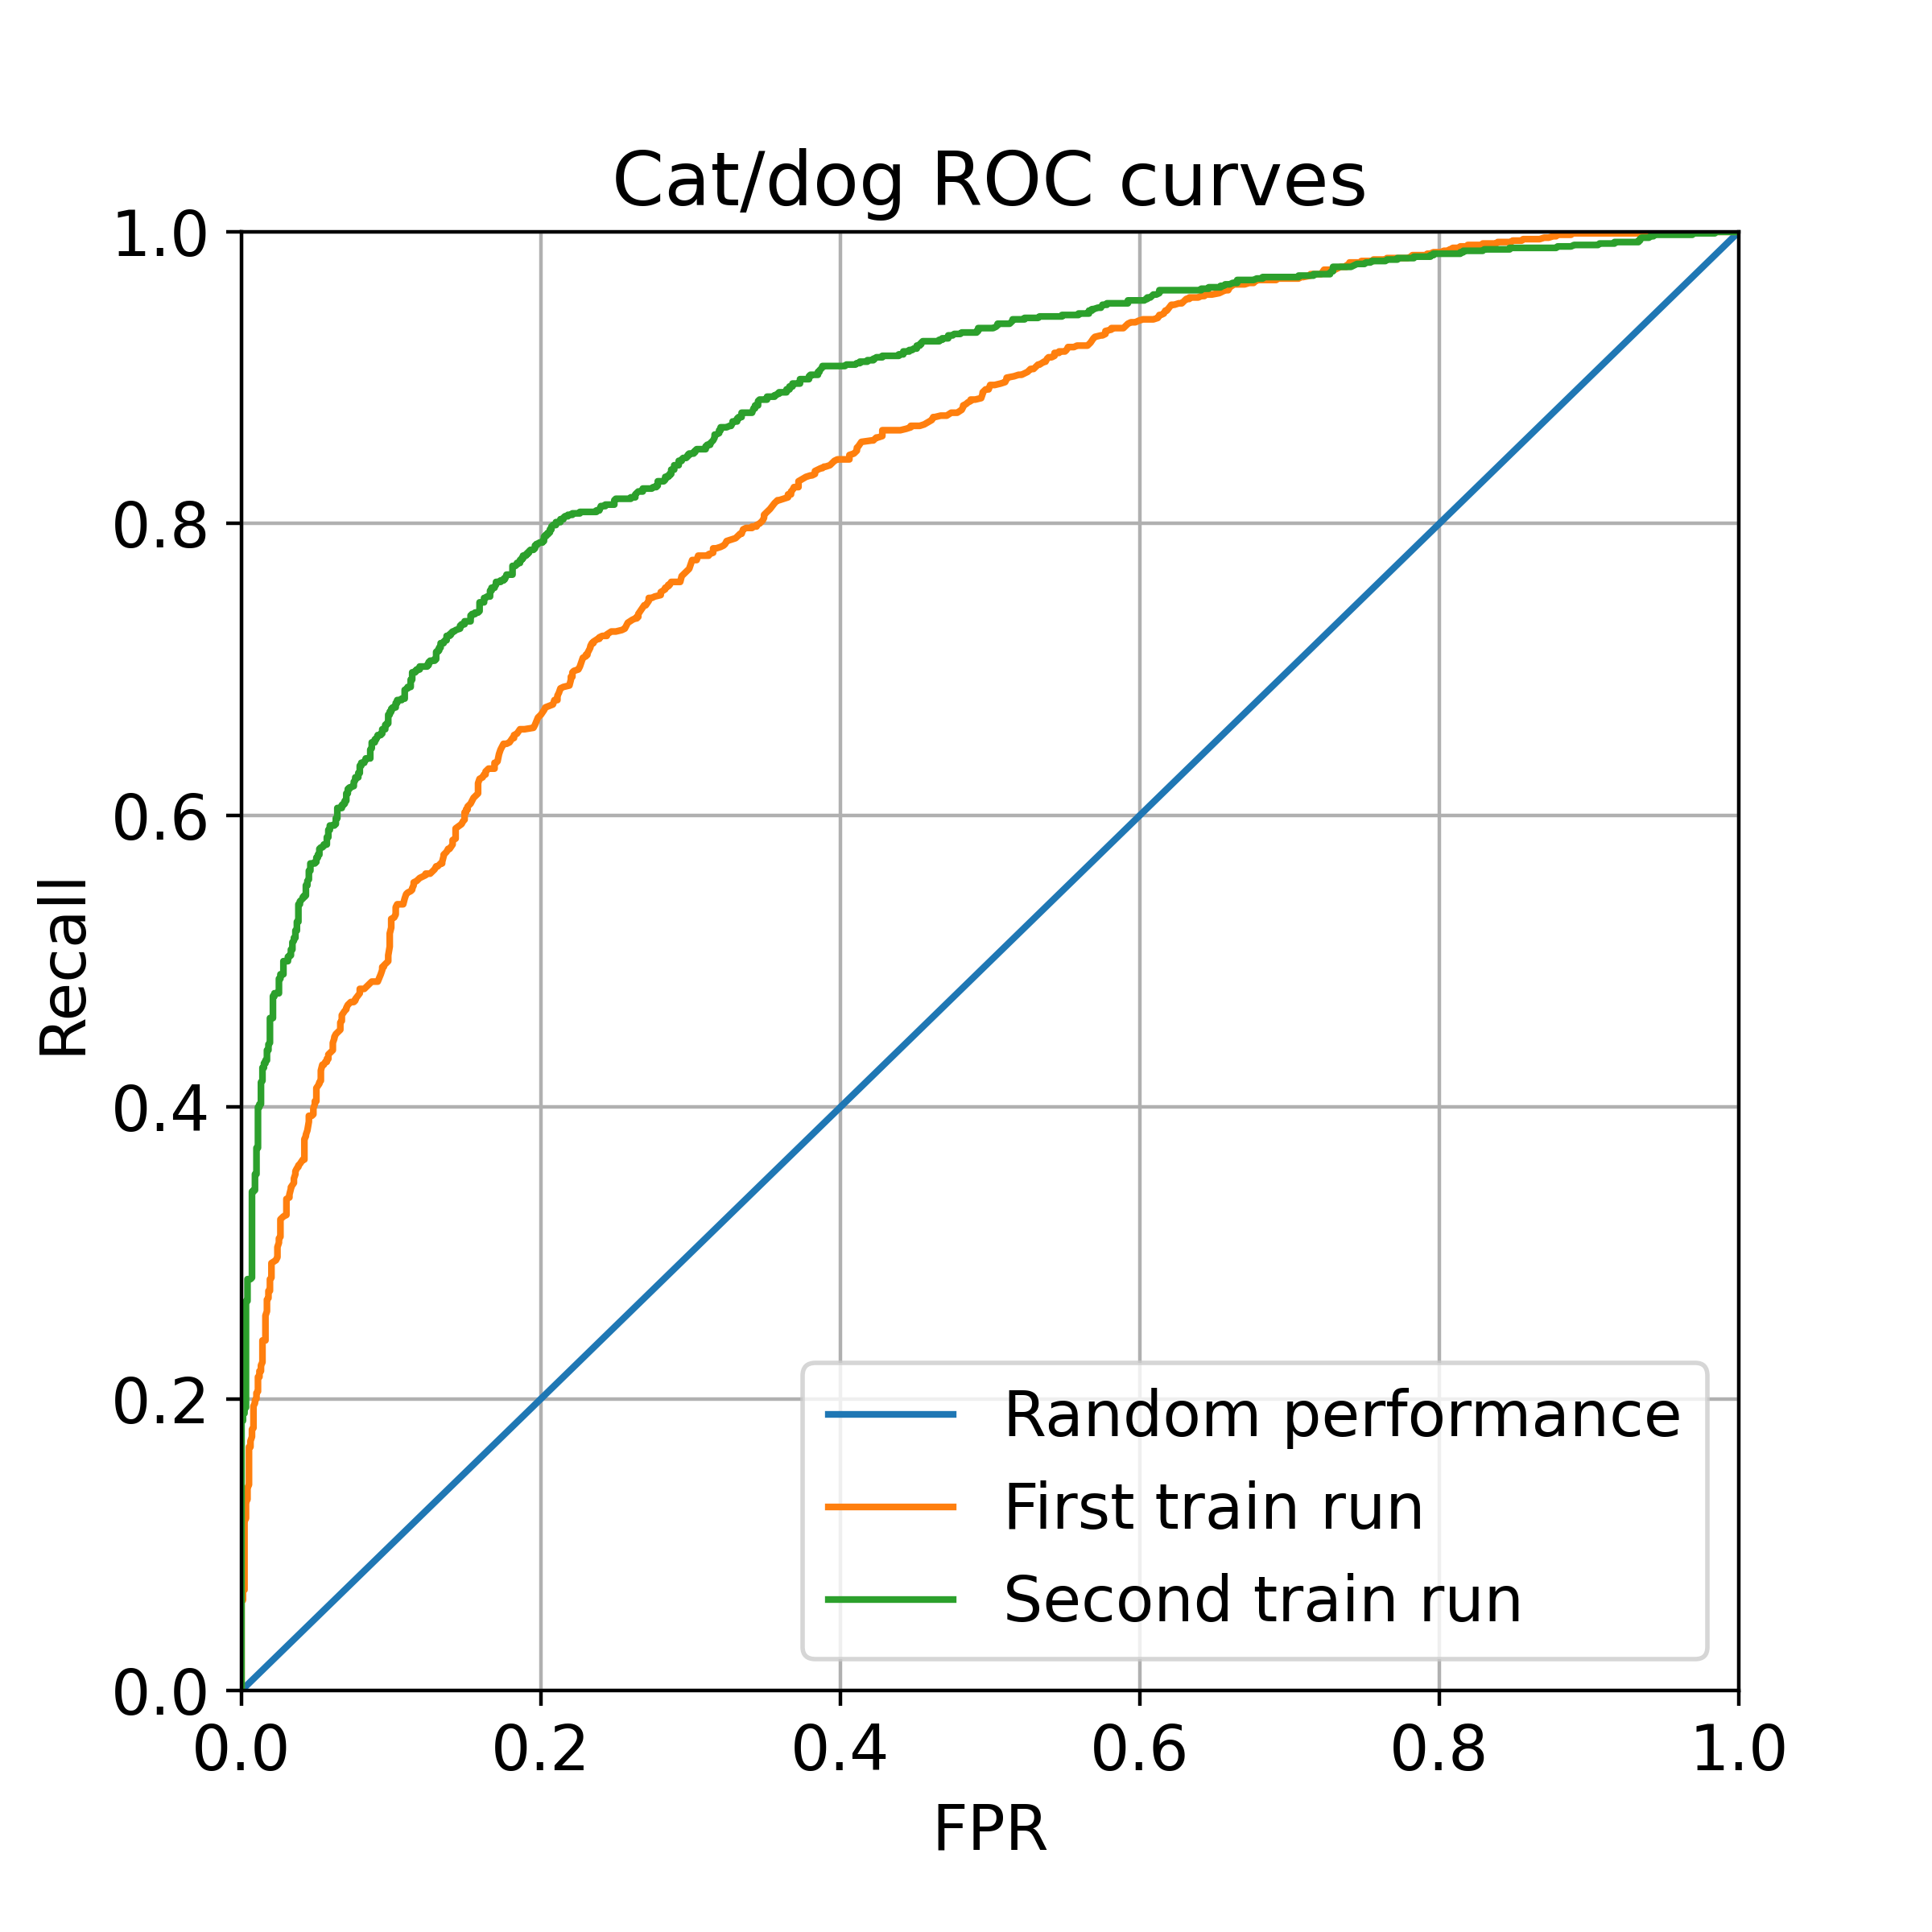 Cat/dog ROC curves
1.0
0.8
0.6
0.4
0.2
0.0
Recall
Random performance
First train run
Second train run
0.0 0.2 0.4 0.6 0.8 1.0
FPR